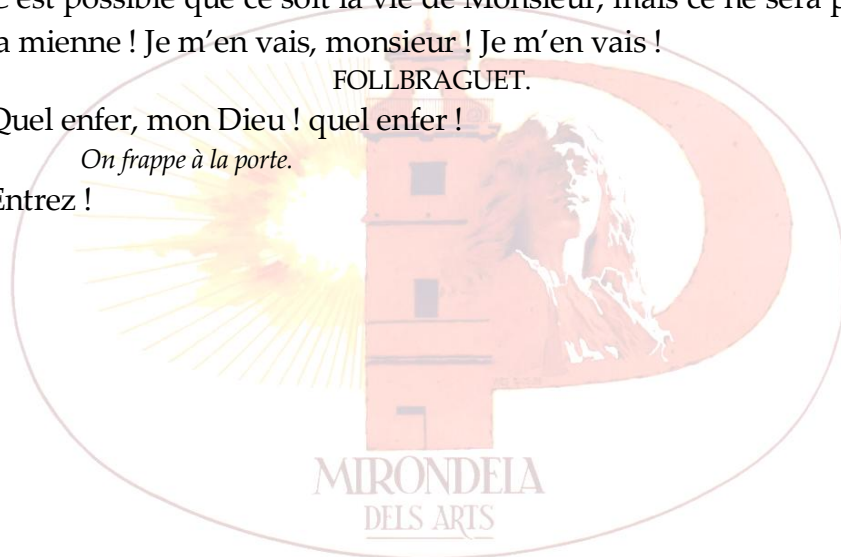 C’est possible que ce soit la vie de Monsieur, mais ce ne sera p
a mienne ! Je m’en vais, monsieur ! Je m’en vais !
FOLLBRAGUET.
Quel enfer, mon Dieu ! quel enfer !
On frappe à la porte.
Entrez !
MIRONDELA
DELS ARTS